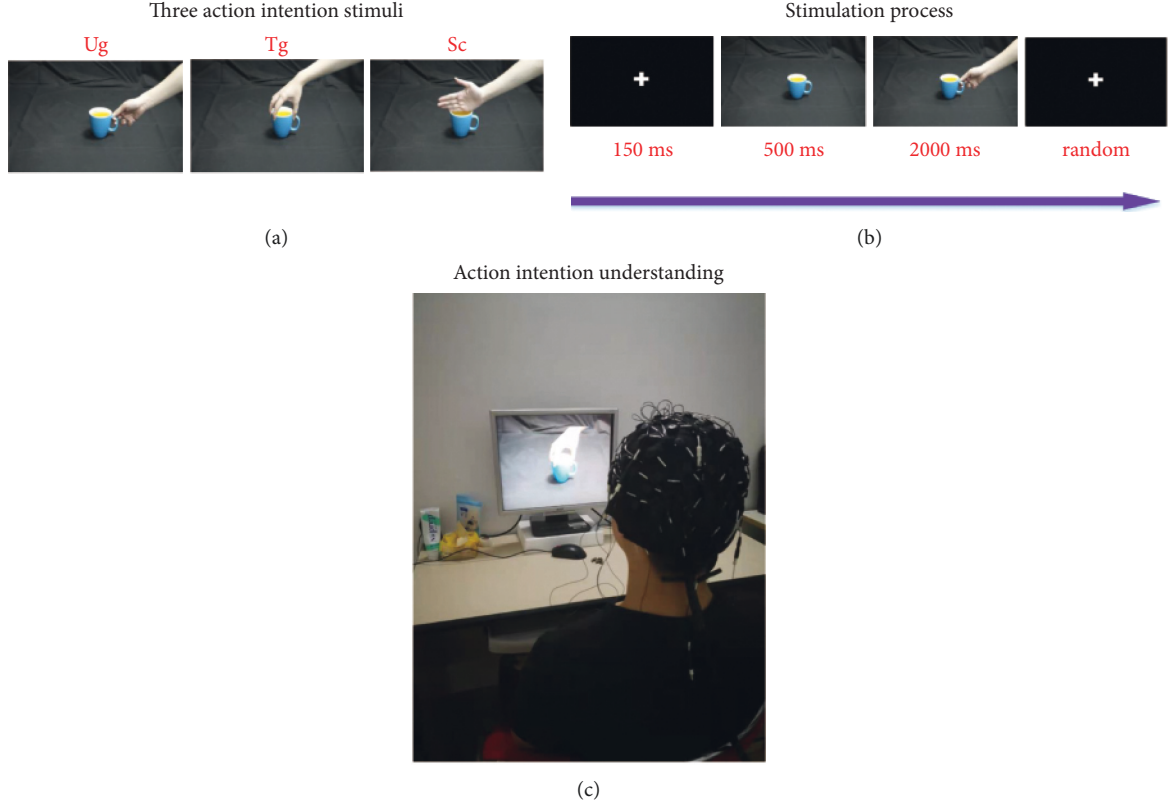 Three action intention stimuli
Ug
Tg
Sc
(a)
Stimulation process
150 ms
500 ms
2000 ms
random
(b)
Action intention understanding
(c)